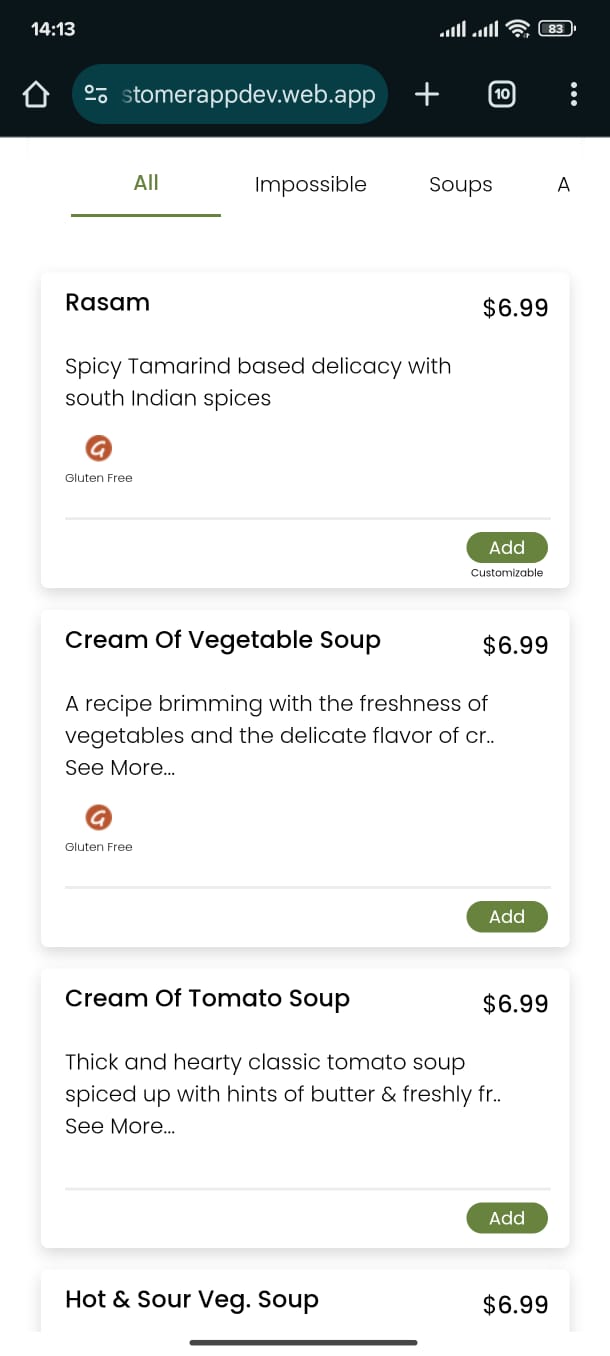 14:13
83
stomerappdev.web.app
10
All
Impossible
Soups
A
Rasam
$6.99
Spicy Tamarind based delicacy with
south Indian spices
G
Gluten Free
Add
Customizable
Cream Of Vegetable Soup
$6.99
A recipe brimming with the freshness of
vegetables and the delicate flavor of cr..
See More...
G
Gluten Free
Add
Cream Of Tomato Soup
$6.99
Thick and hearty classic tomato soup
spiced up with hints of butter & freshly fr..
See More...
Add
Hot & Sour Veg. Soup
$6.99